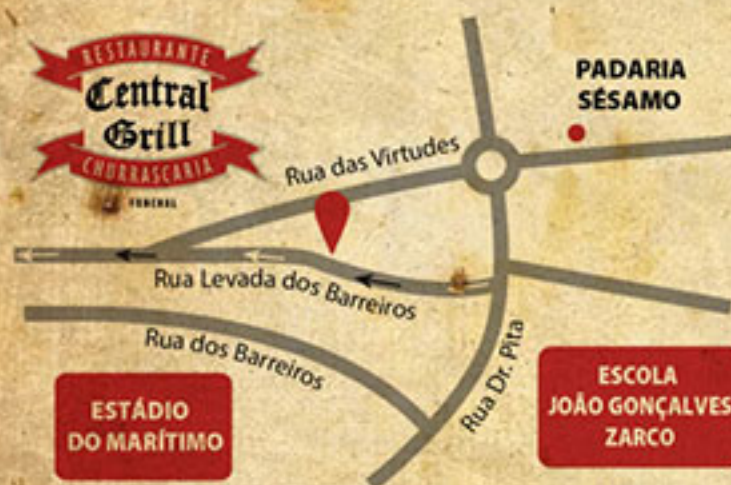 RESTAURANTE
Central
Grill
CHURRASCARIA
FUNCHAL
PADARIA
SÉSAMO
Rua das Virtudes
Rua Levada dos Barreiros
Rua dos Barreiros
Rua Dr. Pita
ESTÁDIO
DO MARÍTIMO
ESCOLA
JOÃO GONÇALVES
ZARCO